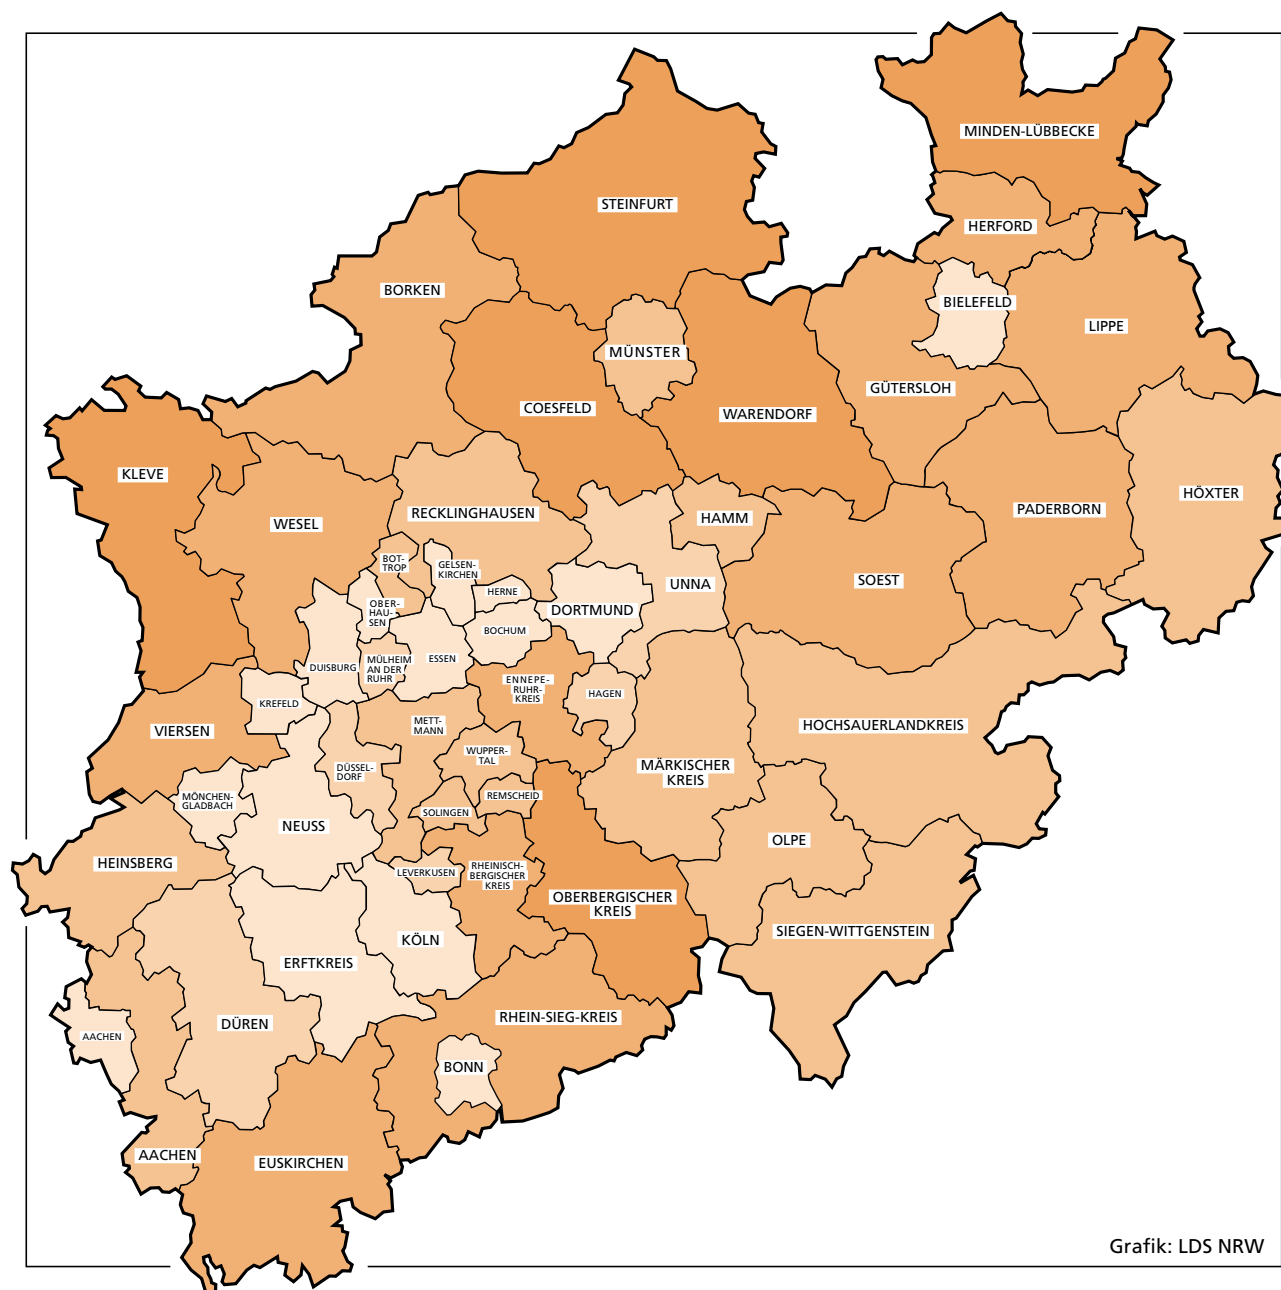 MINDEN-LÜBBECKE
STEINFURT
HERFORD
BORKEN
BIELEFELD
LIPPE
MÜNSTER
GÜTERSLOH
COESFELD
WARENDORF
KLEVE
HÖXTER
PADERBORN
RECKLINGHAUSEN
HAMM
WESEL
BOT-
TROP
GELSEN-
KIRCHEN
SOEST
UNNA
HERNE
OBER-
HAU-
SEN
DORTMUND
BOCHUM
ESSEN
DUISBURG
MÜLHEIM
AN DER
RUHR
ENNEPE-
RUHR-
KREIS
HAGEN
KREFELD
HOCHSAUERLANDKREIS
VIERSEN
METT-
MANN
WUPPER-
TAL
MÄRKISCHER
KREIS
DÜSSEL-
DORF
MÖNCHEN-
GLADBACH
REMSCHEID
SOLINGEN
NEUSS
OLPE
HEINSBERG
LEVERKUSEN
RHEINISCH-
BERGISCHER
KREIS
OBERBERGISCHER
KREIS
SIEGEN-WITTGENSTEIN
KÖLN
ERFTKREIS
RHEIN-SIEG-KREIS
DÜREN
AACHEN
BONN
AACHEN
EUSKIRCHEN
Grafik: LDS NRW